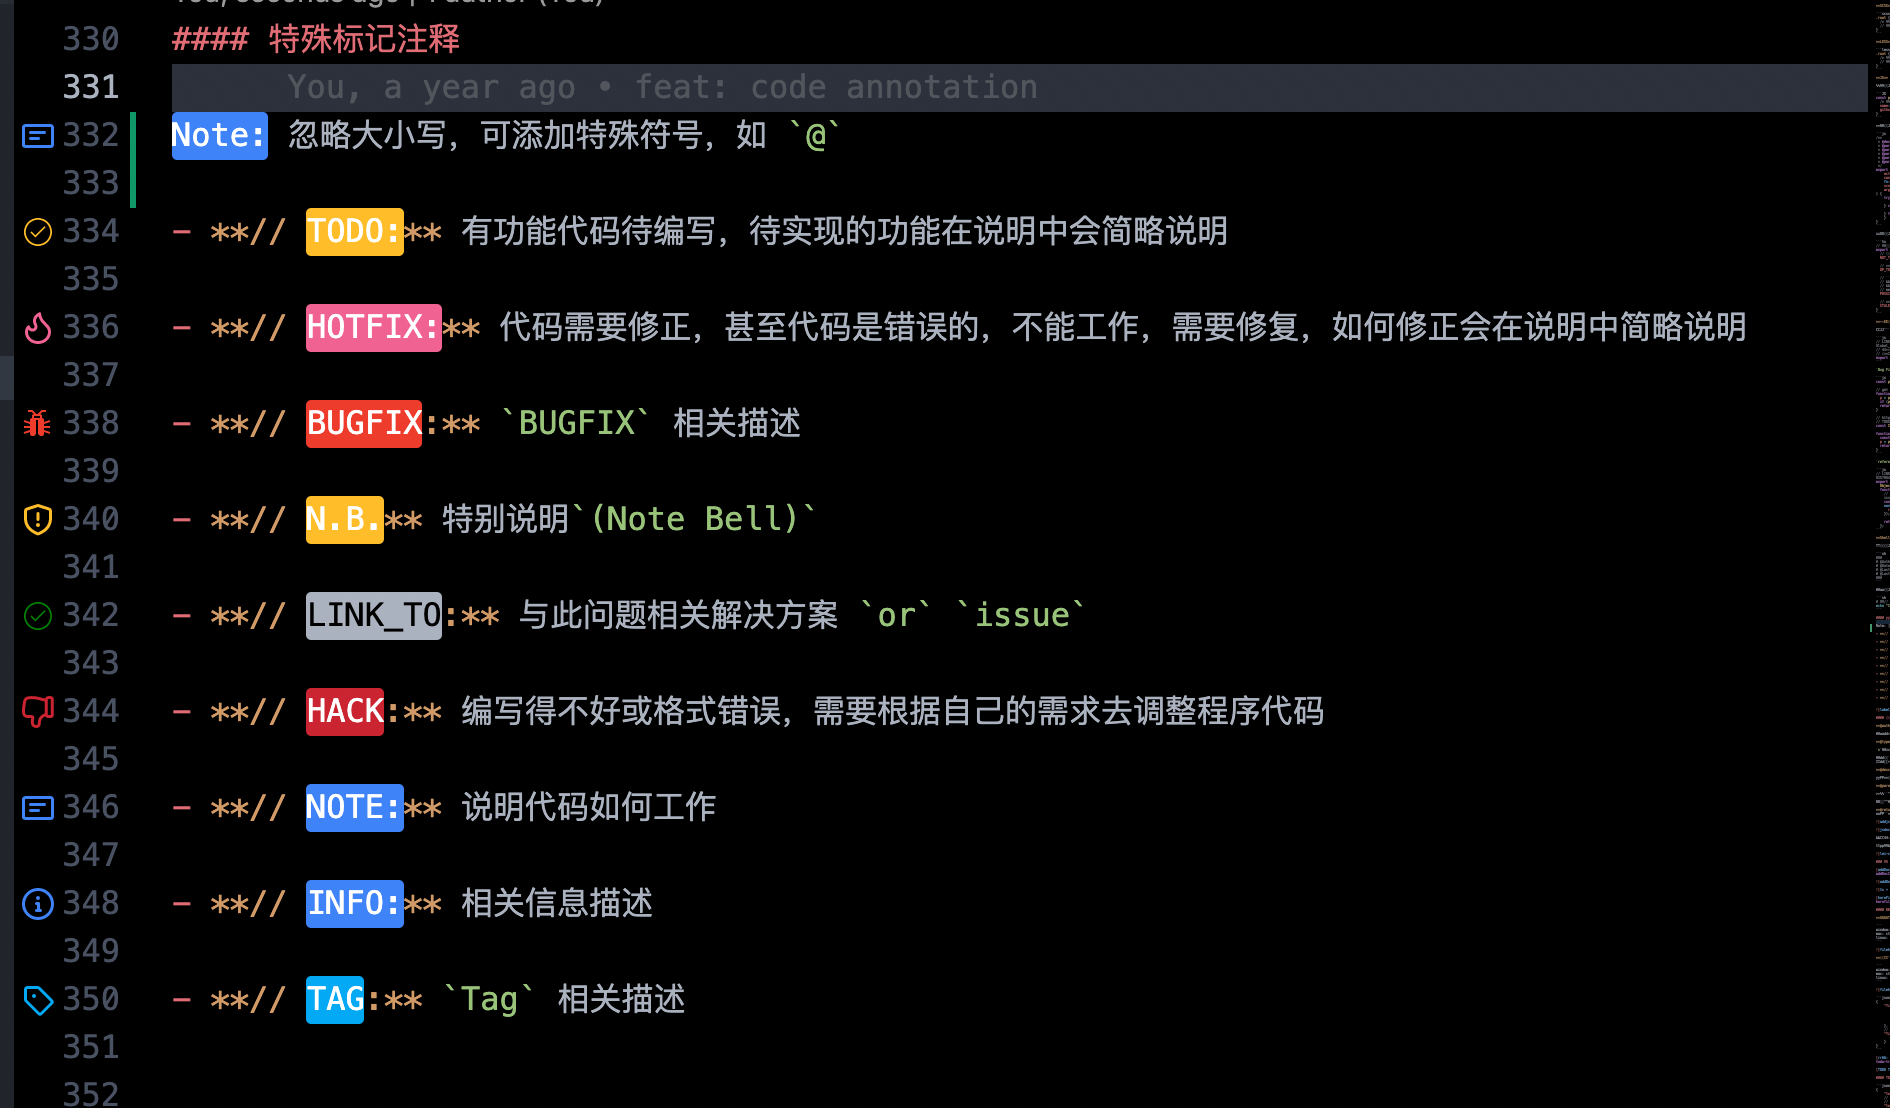 330 #### 特殊标记注释
331 You, a year ago • feat: code annotation
332 Note: 忽略大小写，可添加特殊符号，如 `@`
333
334 - **// TODO:** 有功能代码待编写，待实现的功能在说明中会简略说明
335
336 - **// HOTFIX:** 代码需要修正，甚至代码是错误的，不能工作，需要修复，如何修正会在说明中简略说明
337
338 - **// BUGFIX:** `BUGFIX` 相关描述
339
340 - **// N.B.** 特别说明`(Note Bell)`
341
342 - **// LINK_TO:** 与此问题相关解决方案 `or` `issue`
343
344 - **// HACK:** 编写得不好或格式错误，需要根据自己的需求去调整程序代码
345
346 - **// NOTE:** 说明代码如何工作
347
348 - **// INFO:** 相关信息描述
349
350 - **// TAG:** `Tag` 相关描述
351
352